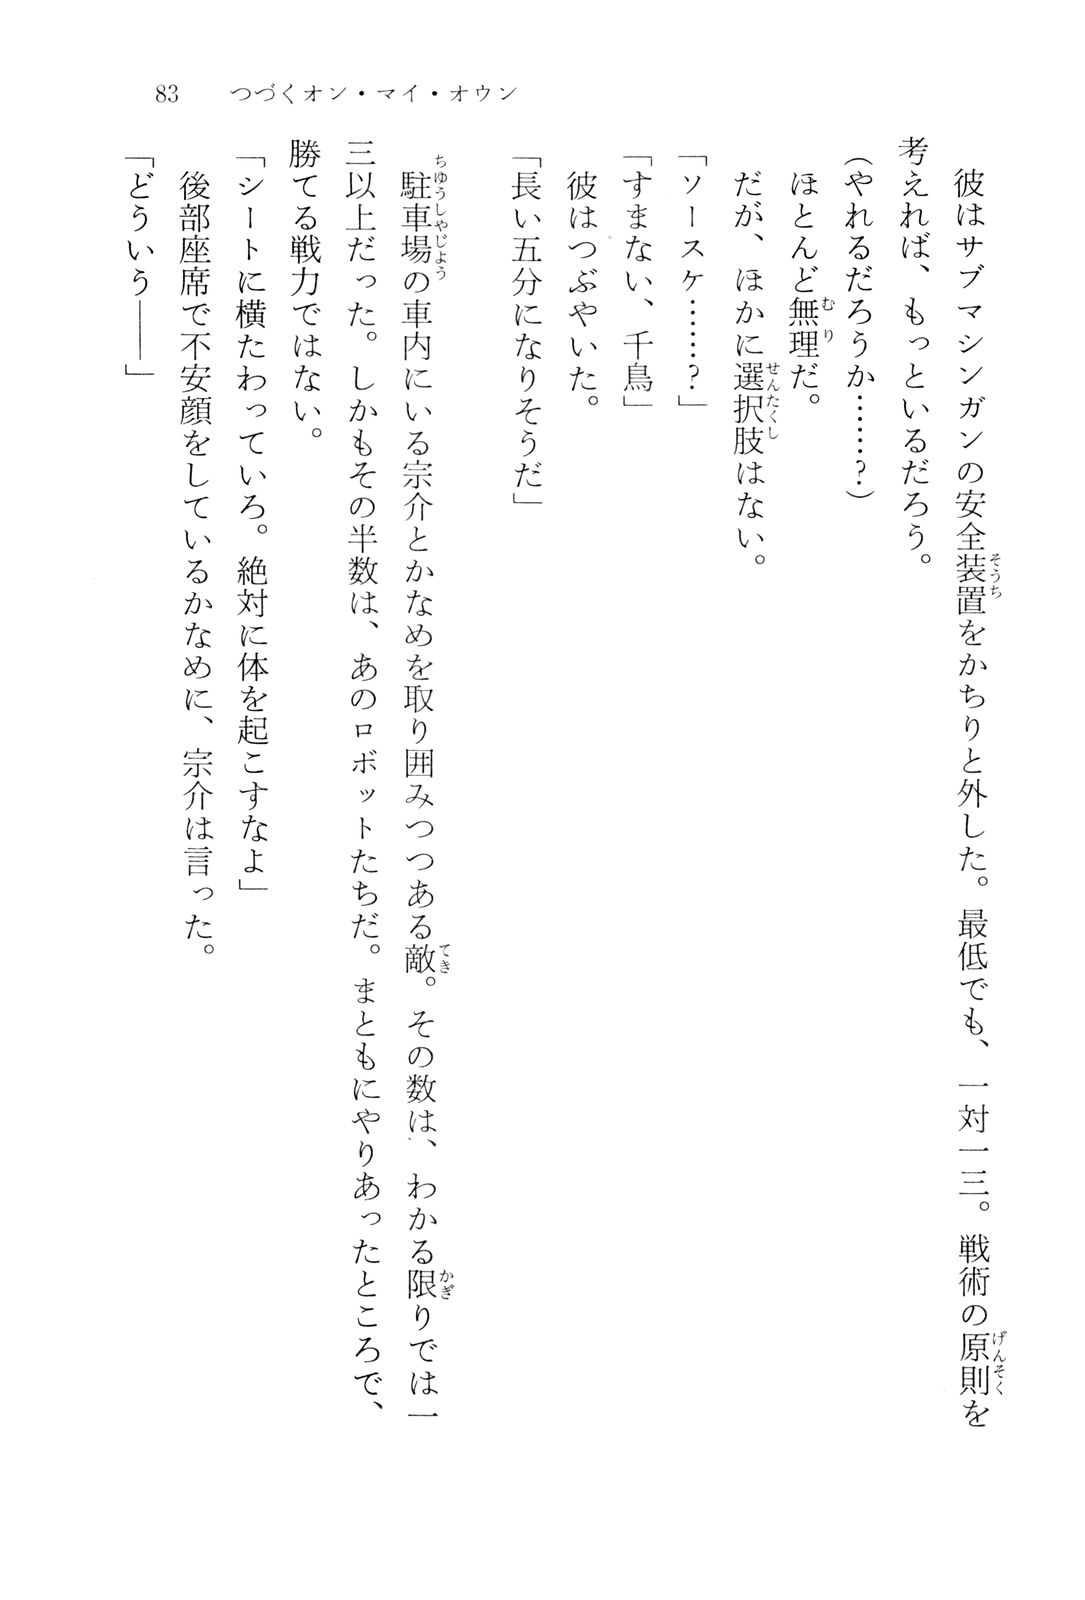 83　つづくオン・マイ・オウン
　彼はサブマシンガンの安全装置をかちりと外した。最低でも、一対一三。戦術の原則を
考えれば、もっといるだろう。
（やれるだろうか……？）
　ほとんど無理だ。
　だが、ほかに選択肢はない。
「ソースケ……？」
「すまない、千鳥」
　彼はつぶやいた。
「長い五分になりそうだ」
　駐車場の車内にいる宗介とかなめを取り囲みつつある敵。その数は、わかる限りでは一
三以上だった。しかもその半数は、あのロボットたちだ。まともにやりあったところで、
勝てる戦力ではない。
「シートに横たわっていろ。絶対に体を起こすなよ」
　後部座席で不安顔をしているかなめに、宗介は言った。
「どういう――」